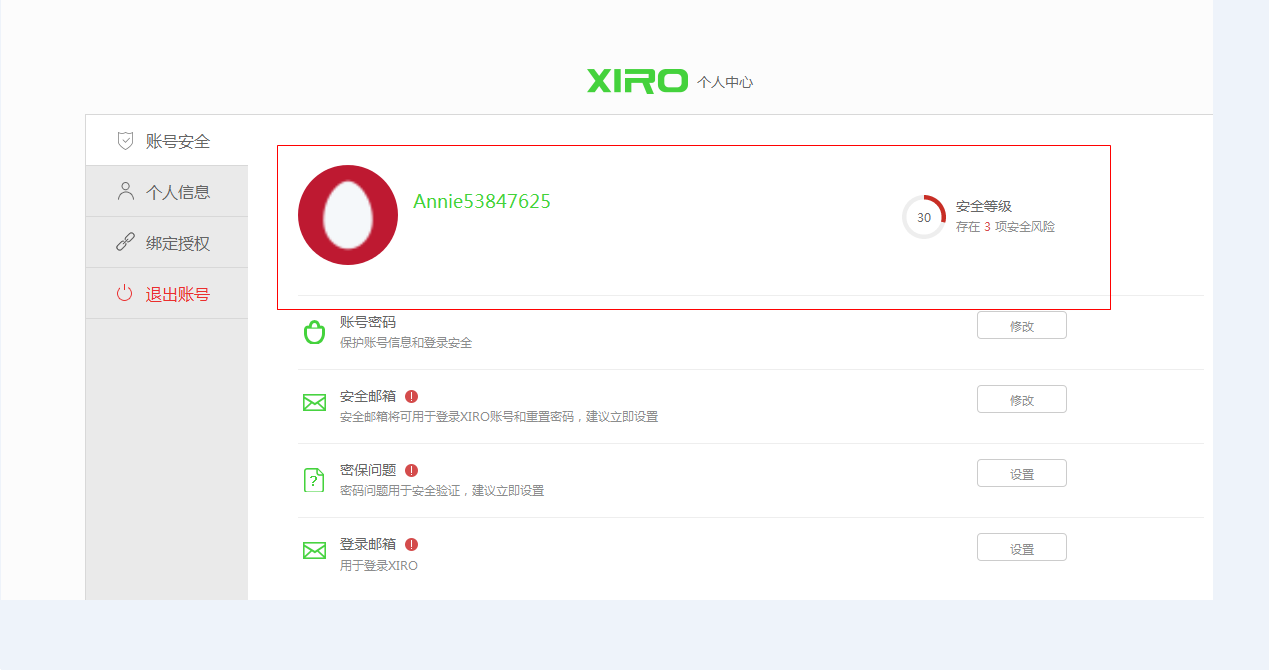 XIRO 个人中心
账号安全
个人信息
绑定授权
退出账号
Annie53847625
30
安全等级
存在 3 项安全风险
账号密码
保护账号信息和登录安全
修改
安全邮箱
安全邮箱将可用于登录XIRO账号和重置密码，建议立即设置
修改
密保问题
密码问题用于安全验证，建议立即设置
设置
登录邮箱
用于登录XIRO
设置